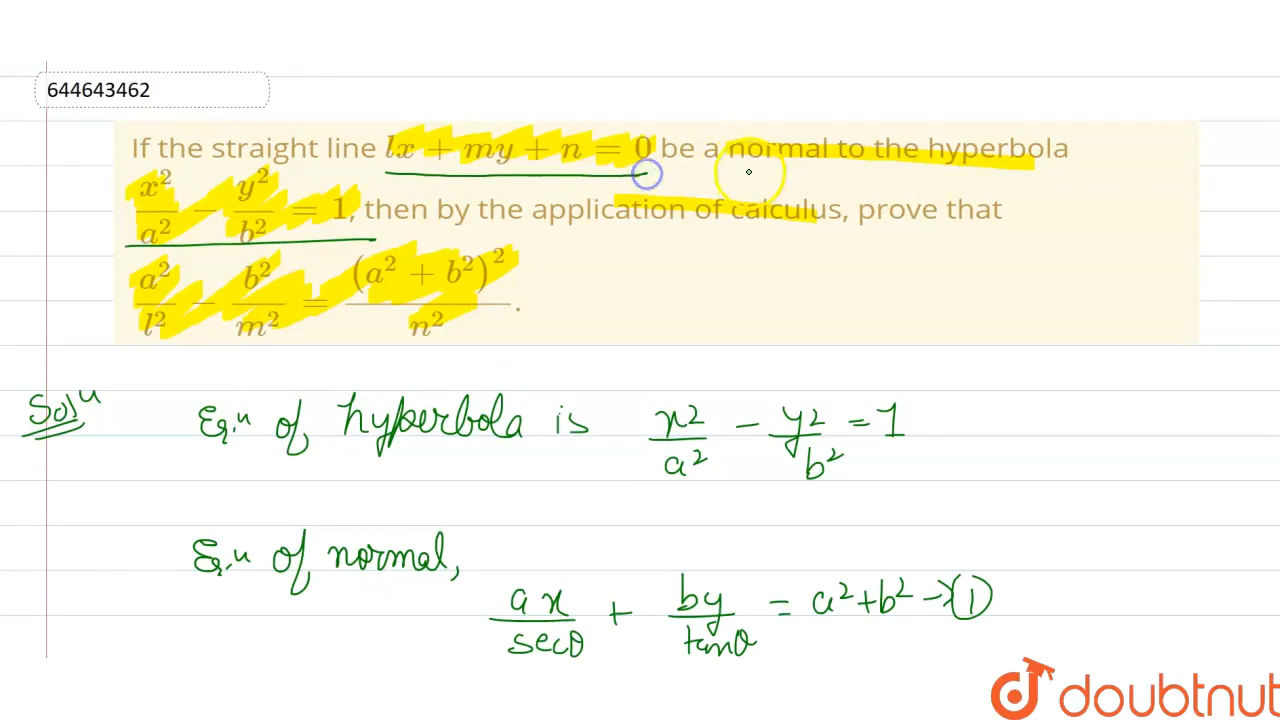 644643462
If the straight line lx + my + n = 0 be a normal to the hyperbola
x²/a² − y²/b² = 1, then by the application of calculus, prove that
a²/l² − b²/m² = (a² + b²)²/n².
Solⁿ
Eq.ⁿ of hyperbola is x²/a² − y²/b² = 1
Eq.ⁿ of normal,
ax/secθ + by/tanθ = a²+b² → (1)
doubtnut